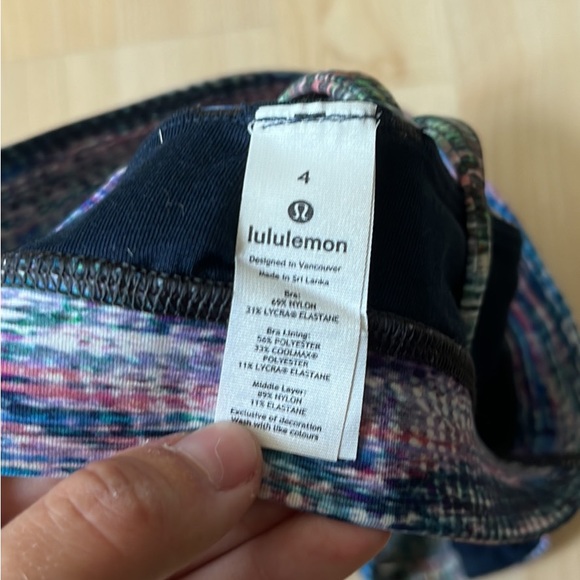 4
lululemon
Designed in Vancouver
Made in Sri Lanka
Bra:
69% NYLON
31% LYCRA® ELASTANE
Bra Lining:
56% POLYESTER
33% COOLMAX®
POLYESTER
11% LYCRA® ELASTANE
Middle Layer:
89% NYLON
11% ELASTANE
Exclusive of decoration
Wash with like colours